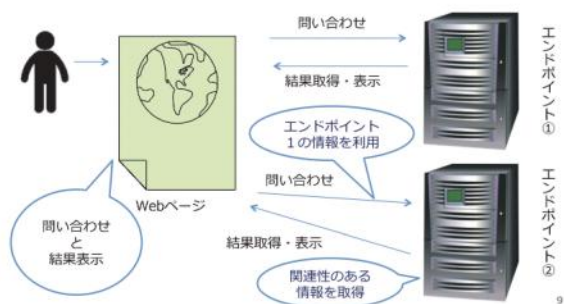 問い合わせ
結果取得・表示
エンドポイント①
エンドポイント
1の情報を利用
問い合わせ
Webページ
問い合わせ
と
結果表示
結果取得・表示
関連性のある
情報を取得
エンドポイント②
9